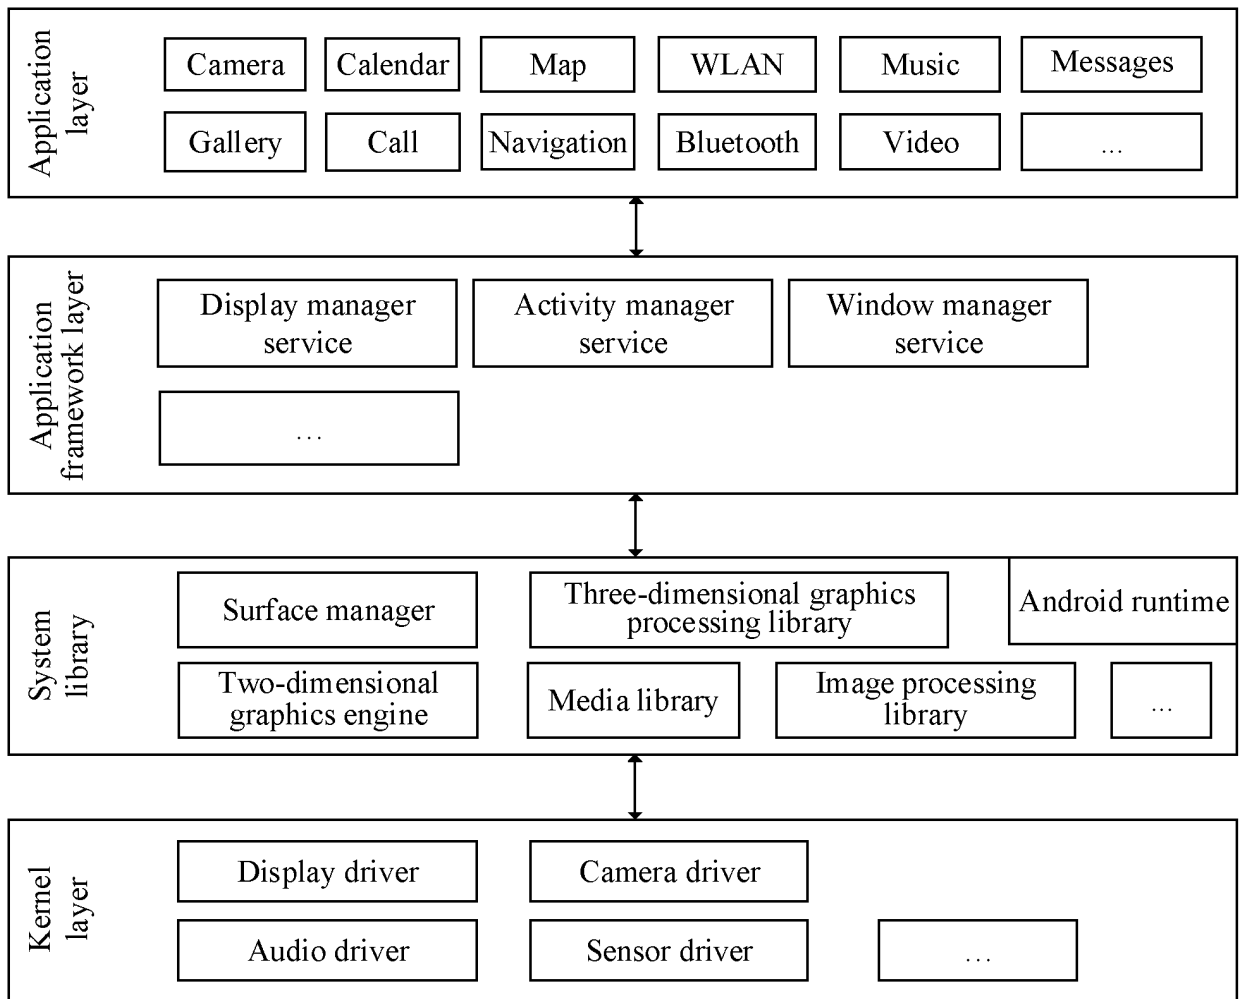 Application
layer
Camera
Calendar
Map
WLAN
Music
Messages
Gallery
Call
Navigation
Bluetooth
Video
...
Application
framework layer
Display manager
service
Activity manager
service
Window manager
service
...
System
library
Surface manager
Three-dimensional graphics
processing library
Android runtime
Two-dimensional
graphics engine
Media library
Image processing
library
...
Kernel
layer
Display driver
Camera driver
Audio driver
Sensor driver
...